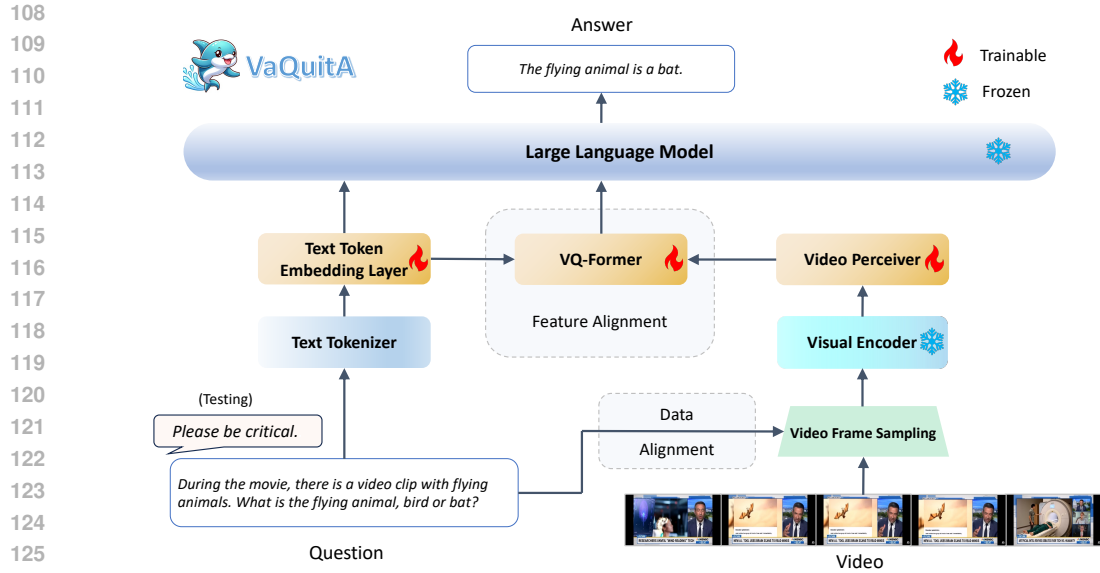 108
109
110
111
112
113
114
115
116
117
118
119
120
121
122
123
124
125
VaQuitA
Answer
The flying animal is a bat.
Trainable
Frozen
Large Language Model
Text Token
Embedding Layer
VQ-Former
Video Perceiver
Feature Alignment
Text Tokenizer
Visual Encoder
(Testing)
Please be critical.
Data
Alignment
Video Frame Sampling
During the movie, there is a video clip with flying
animals. What is the flying animal, bird or bat?
Question
Video